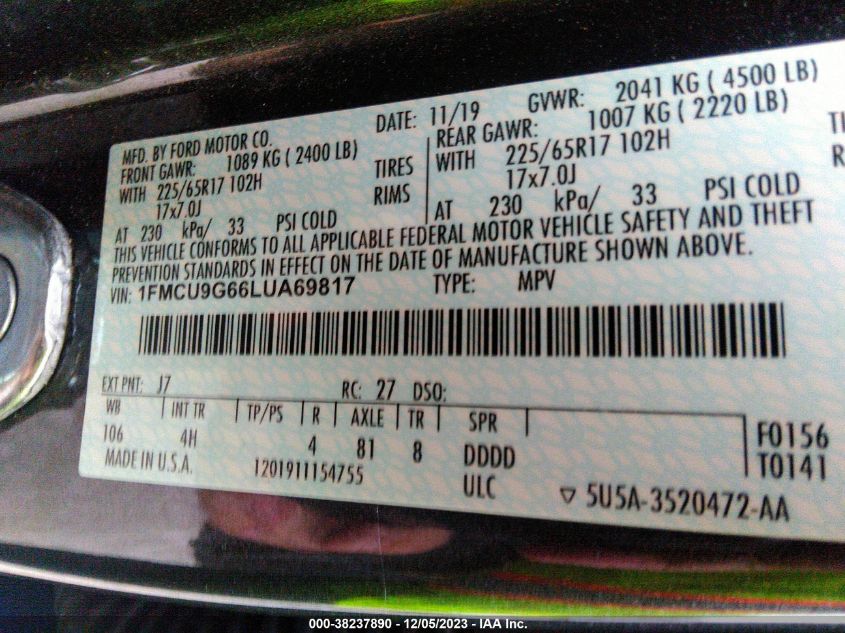 MFD. BY FORD MOTOR CO. DATE: 11/19 GVWR: 2041 KG ( 4500 LB)
FRONT GAWR: 1089 KG ( 2400 LB) REAR GAWR: 1007 KG ( 2220 LB)
WITH 225/65R17 102H TIRES WITH 225/65R17 102H
17x7.0J RIMS 17x7.0J
AT 230 kPa/ 33 PSI COLD AT 230 kPa/ 33 PSI COLD
THIS VEHICLE CONFORMS TO ALL APPLICABLE FEDERAL MOTOR VEHICLE SAFETY AND THEFT
PREVENTION STANDARDS IN EFFECT ON THE DATE OF MANUFACTURE SHOWN ABOVE.
VIN: 1FMCU9G66LUA69817 TYPE: MPV
EXT PNT: J7 RC: 27 DSO:
WB INT TR TP/PS R AXLE TR SPR
106 4H 4 81 8 DDDD F0156
MADE IN U.S.A. 1201911154755 ULC T0141
▽ 5U5A-3520472-AA
000-38237890 - 12/05/2023 - IAA Inc.